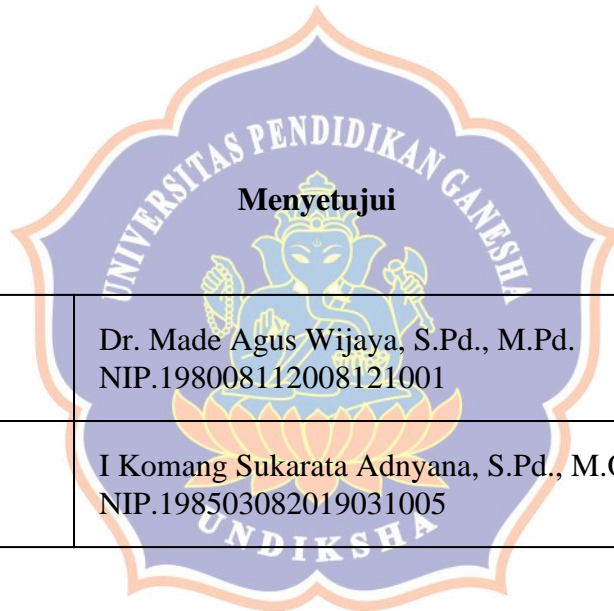 UNIVERSITAS PENDIDIKAN GANESHA
Menyetujui
Dr. Made Agus Wijaya, S.Pd., M.Pd.
NIP.198008112008121001
I Komang Sukarata Adnyana, S.Pd.,
NIP.198503082019031005
UNDIKSHA